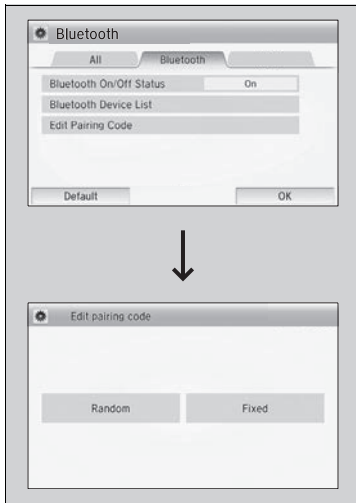 Bluetooth
All Bluetooth
Bluetooth On/Off Status On
Bluetooth Device List
Edit Pairing Code
Default OK
Edit pairing code
Random Fixed